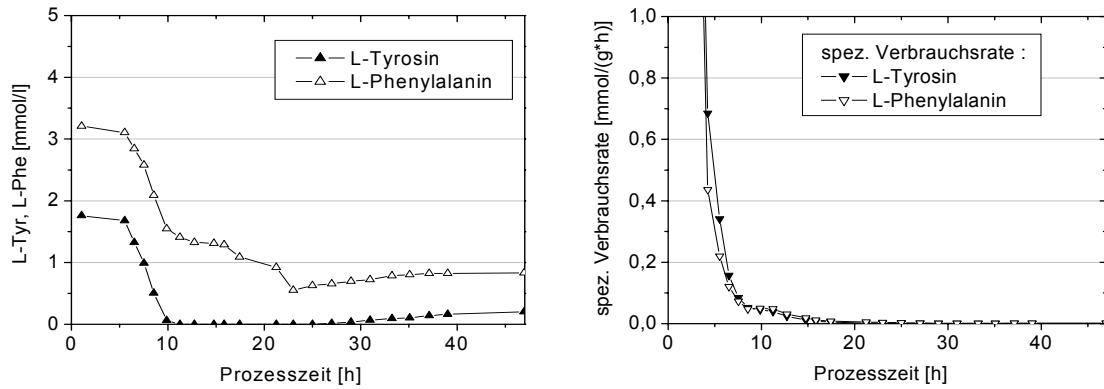 5
4
3
2
1
0
L-Tyr, L-Phe [mmol/l]
L-Tyrosin
L-Phenylalanin
0 10 20 30 40
Prozesszeit [h]
1,0
0,8
0,6
0,4
0,2
0,0
spez. Verbrauchsrate [mmol/(g*h)]
spez. Verbrauchsrate :
L-Tyrosin
L-Phenylalanin
0 10 20 30 40
Prozesszeit [h]